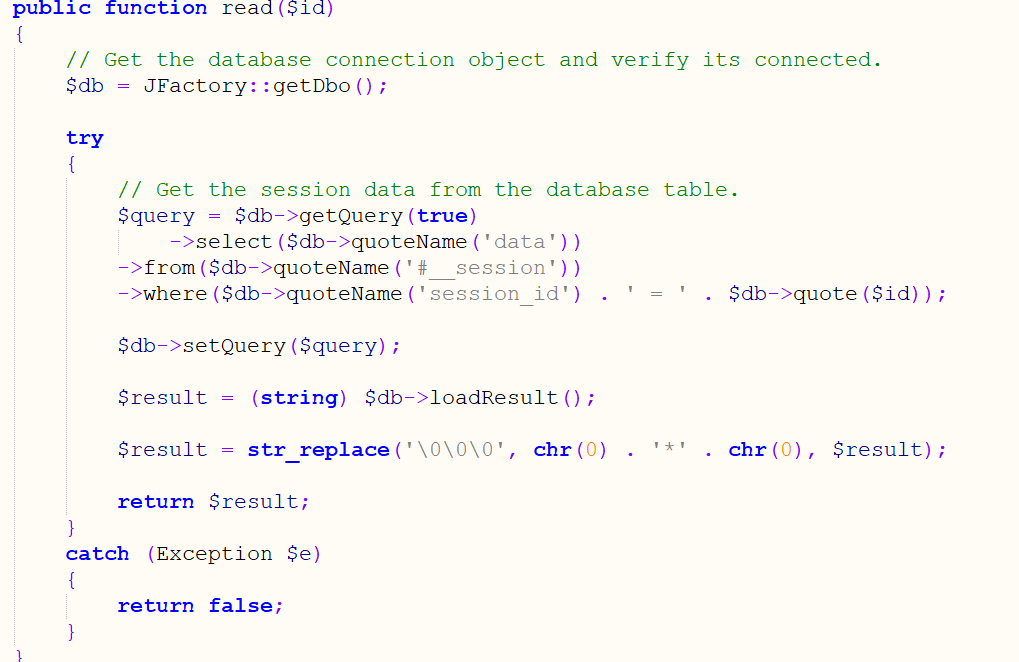 public function read($id)
{
    // Get the database connection object and verify its connected.
    $db = JFactory::getDbo();

    try
    {
        // Get the session data from the database table.
        $query = $db->getQuery(true)
            ->select($db->quoteName('data'))
        ->from($db->quoteName('#__session'))
        ->where($db->quoteName('session_id') . ' = ' . $db->quote($id));

        $db->setQuery($query);

        $result = (string) $db->loadResult();

        $result = str_replace('\0\0\0', chr(0) . '*' . chr(0), $result);

        return $result;
    }
    catch (Exception $e)
    {
        return false;
    }
}